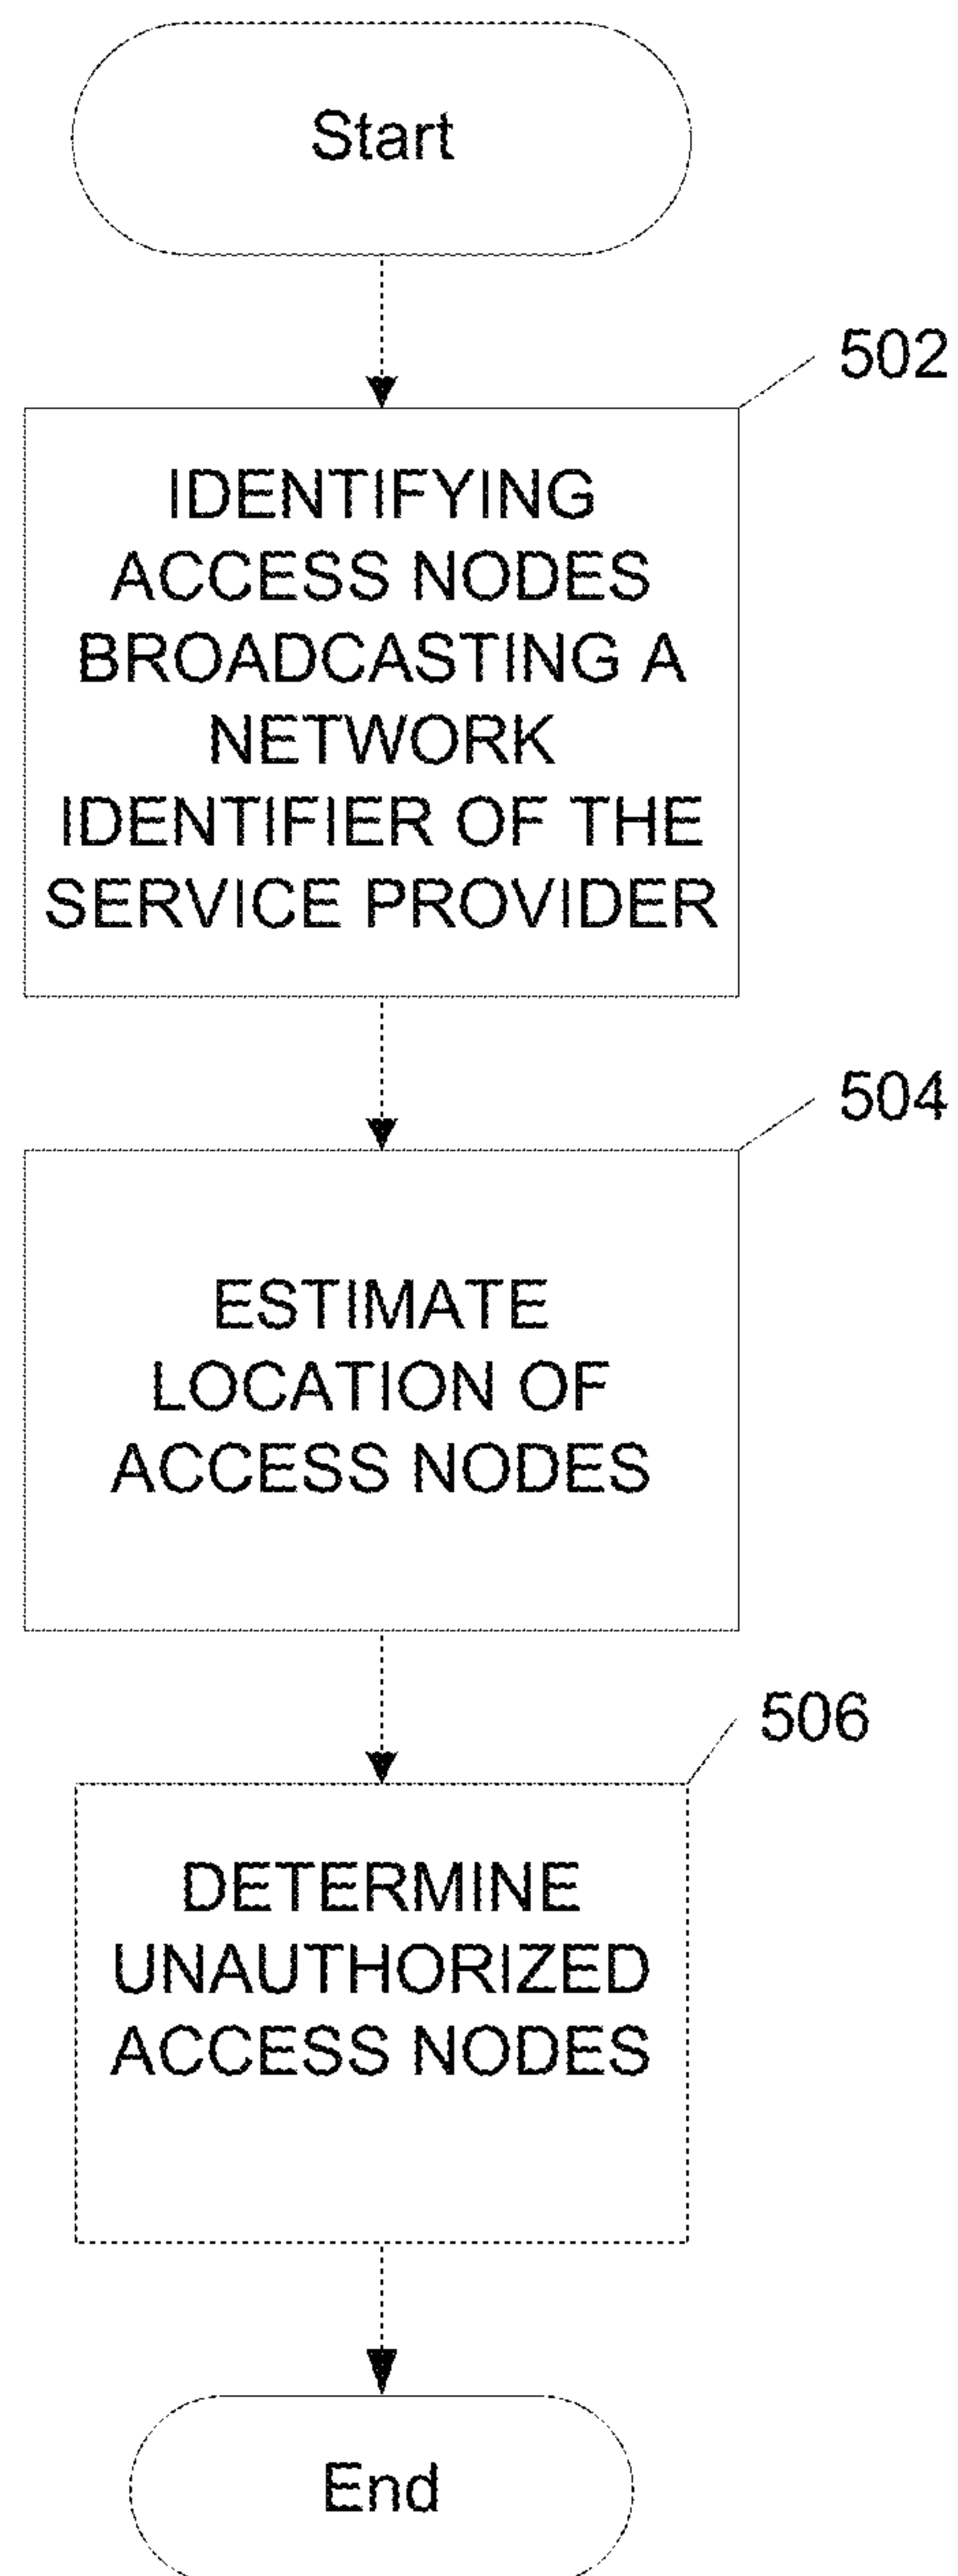 Start
502
IDENTIFYING
ACCESS NODES
BROADCASTING A
NETWORK
IDENTIFIER OF THE
SERVICE PROVIDER
504
ESTIMATE
LOCATION OF
ACCESS NODES
506
DETERMINE
UNAUTHORIZED
ACCESS NODES
End